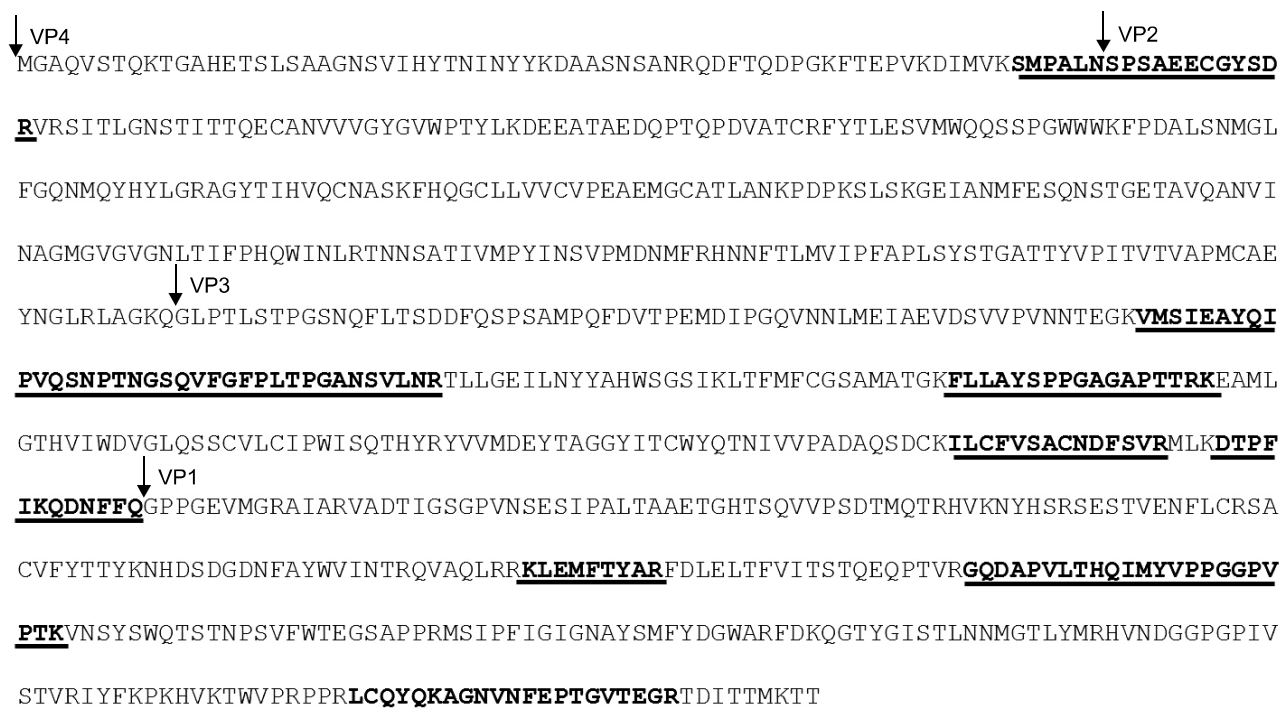 VP4
VP2
MGAQVSTQKTGAHETSLSAAGNSVIHYTNINYYKDAASNSANRQDFTQDPGKFTEPVKDIMVKSMPALNSPSAEECGYSD
RVRSITLGNSTITTQECANVVVGYGVWPTYLKDEEATAEDQPTQPDVATCRFYTLESVMWQQSSPGWWWKFPDALSNMGL
FGQNMQYHYLGRAGYTIHVQCNASKFHQGCLLVVCVPEAEMGCATLANKPDPKSLSKGEIANMFESQNSTGETAVQANVI
NAGMGVGVGNLTIFPHQWINLRTNNSATIVMPYINSVPMDNMFRHNNFTLMVIPFAPLSYSTGATTYVPITVTVAPMCAE
VP3
YNGLRLAGKQGLPTLSTPGSNQFLTSDDFQSPSAMPQFDVTPEMDIPGQVNNLMEIAEVDSVVPVNNTEGKVMSIEAYQI
PVQSNPTNGSQVFGFPLTPGANSVLNRTLLGEILNYYAHWSGSIKLTFMFCGSAMATGKFLLAYSPPGAGAPTTRKEAML
GTHVIWDVGLQSSCVLCIPWISQTHYRYVVMDEYTAGGYITCWYQTNIVVPADAQSDCKILCFVSACNDFSVRMLKDTPF
VP1
IKQDNFFQGPPGEVMGRAIARVADTIGSGPVNSESIPALTAAETGHTSQVVPSDTMQTRHVKNYHSRSESTVENFLCRSA
CVFYTTYKNHDSDGDNFAYWVINTRQVAQLRRKLEMFTYARFDLELTFVITSTQEQPTVRGQDAPVLTHQIMYVPPGGPV
PTKVNSYSWQTSTNPSVFWTEGSAPPRMSIPFIGIGNAYSMFYDGWARFDKQGTYGISTLNNMGTLYMRHVNDGGPGPIV
STVRIYFKPKHVKTWVPRPPRLCQYQKAGNVNFEPTGVTEGRTDITTMKTT